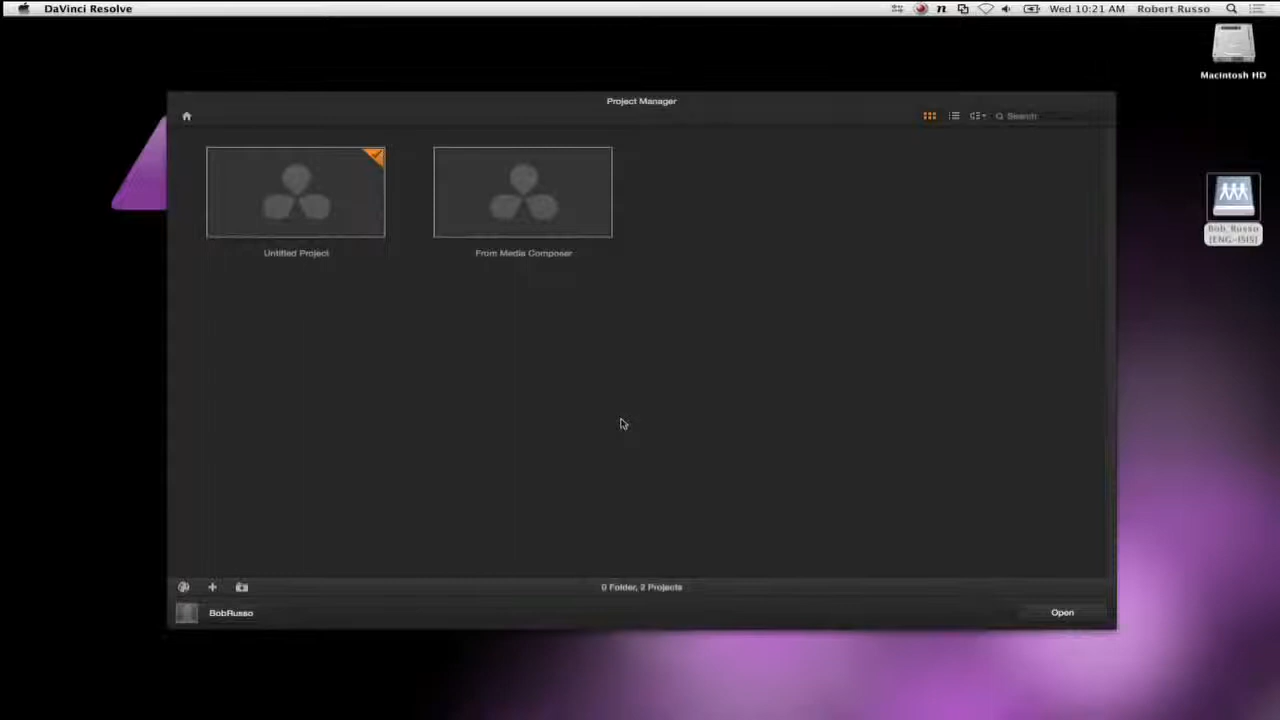 DaVinci Resolve
Wed 10:21 AM
Robert Russo
Macintosh HD
Project Manager
Search
Untitled Project
From Media Composer
Bob_Russo
[ENG-ISIS]
0 Folder, 2 Projects
BobRusso
Open